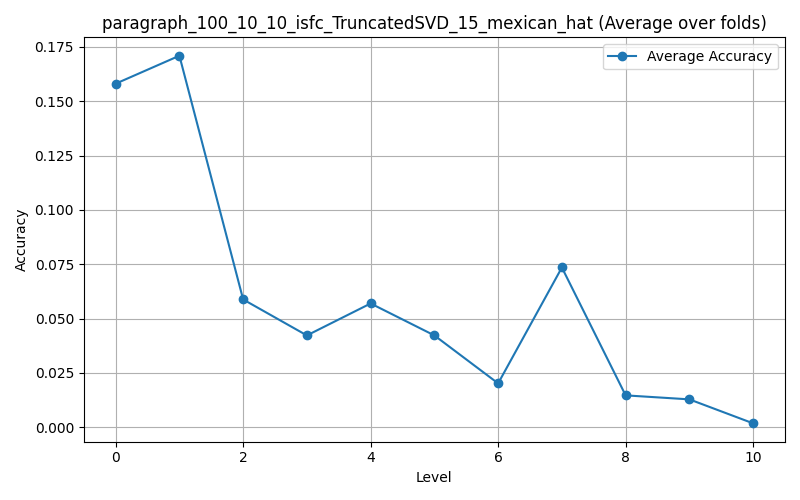 paragraph_100_10_10_isfc_TruncatedSVD_15_mexican_hat (Average over folds)
Average Accuracy
0.175
0.150
0.125
0.100
0.075
0.050
0.025
0.000
Accuracy
0 2 4 6 8 10
Level